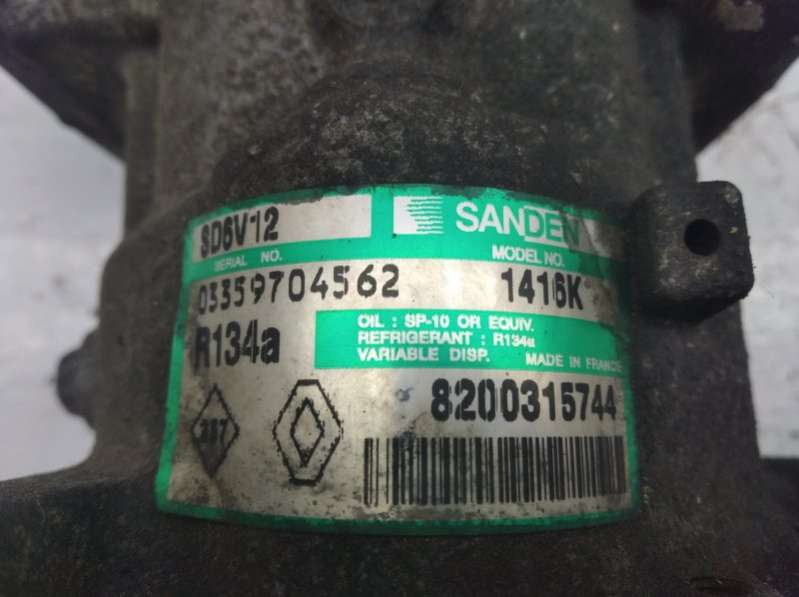 SD6V12
SANDEN
SERIAL NO.
MODEL NO.
03359704562
1416K
OIL : SP-10 OR EQUIV.
REFRIGERANT : R134a
R134a
VARIABLE DISP.
MADE IN FRANCE
8200315744